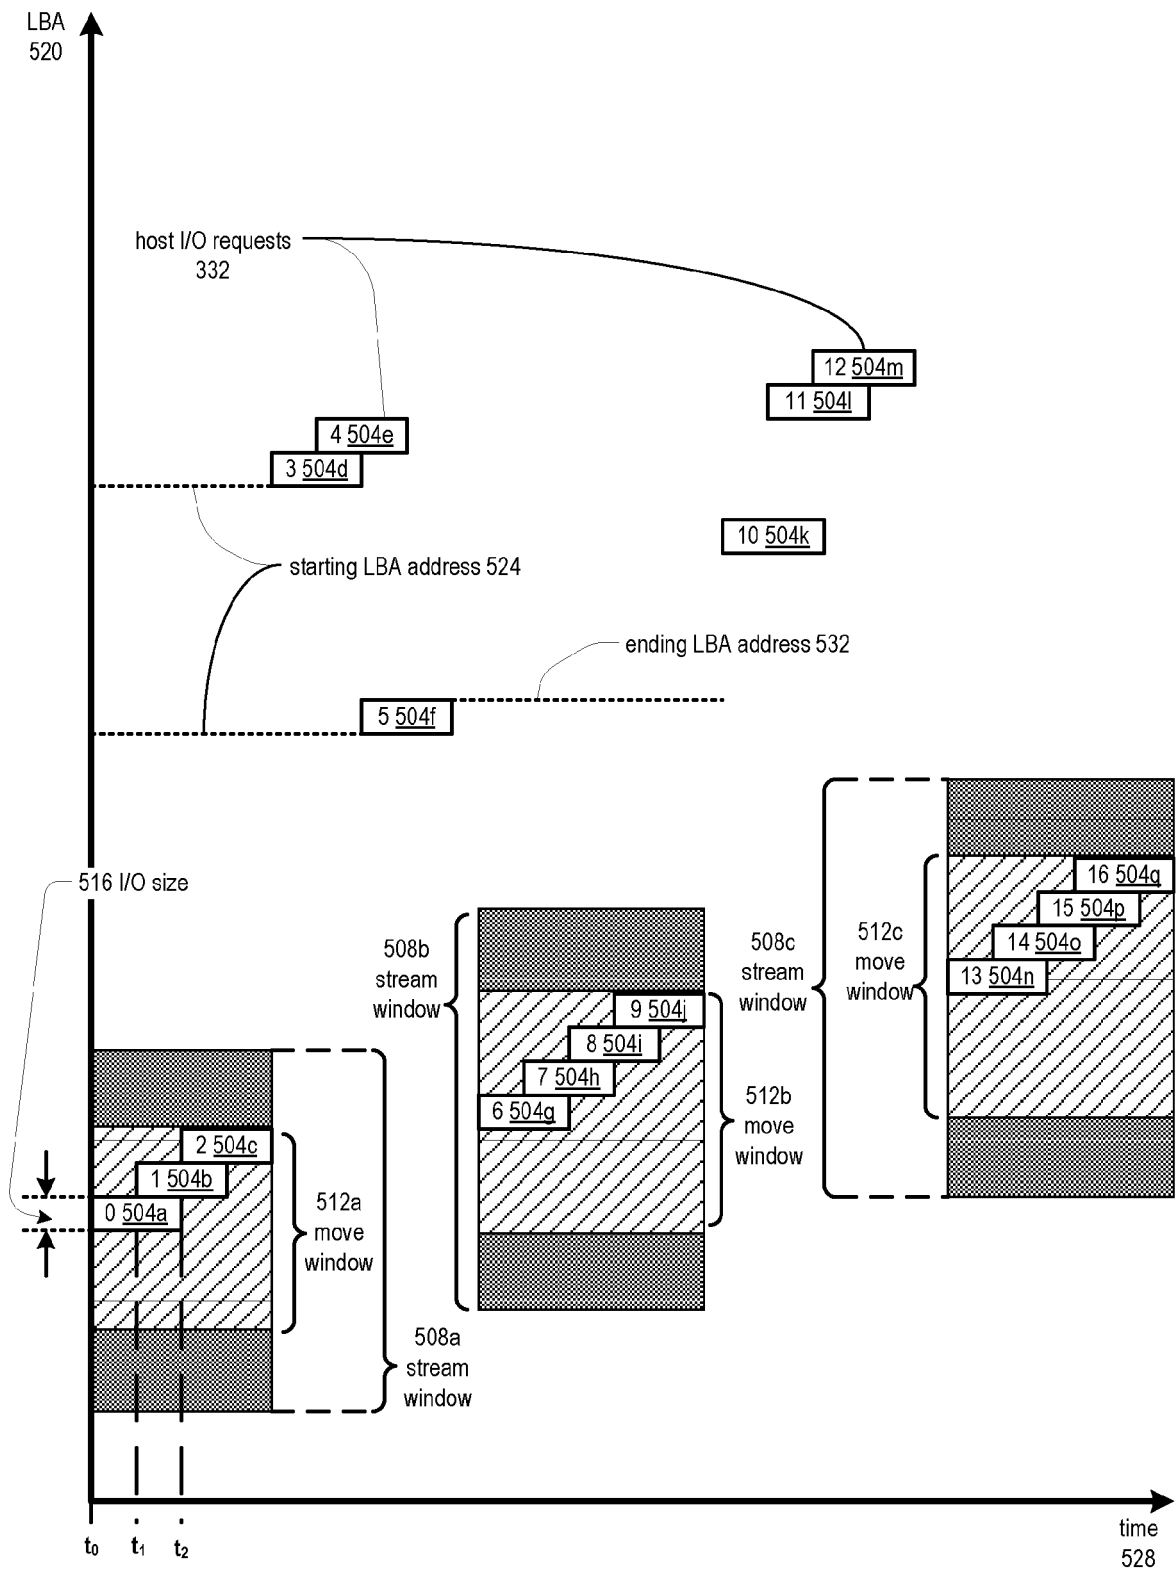 LBA
520
host I/O requests
332
12 504m
11 504l
4 504e
3 504d
10 504k
starting LBA address 524
ending LBA address 532
5 504f
516 I/O size
16 504q
15 504p
14 504o
13 504n
508c
stream
window
512c
move
window
508b
stream
window
9 504j
8 504i
7 504h
6 504g
512b
move
window
2 504c
1 504b
0 504a
512a
move
window
508a
stream
window
t0
t1
t2
time
528